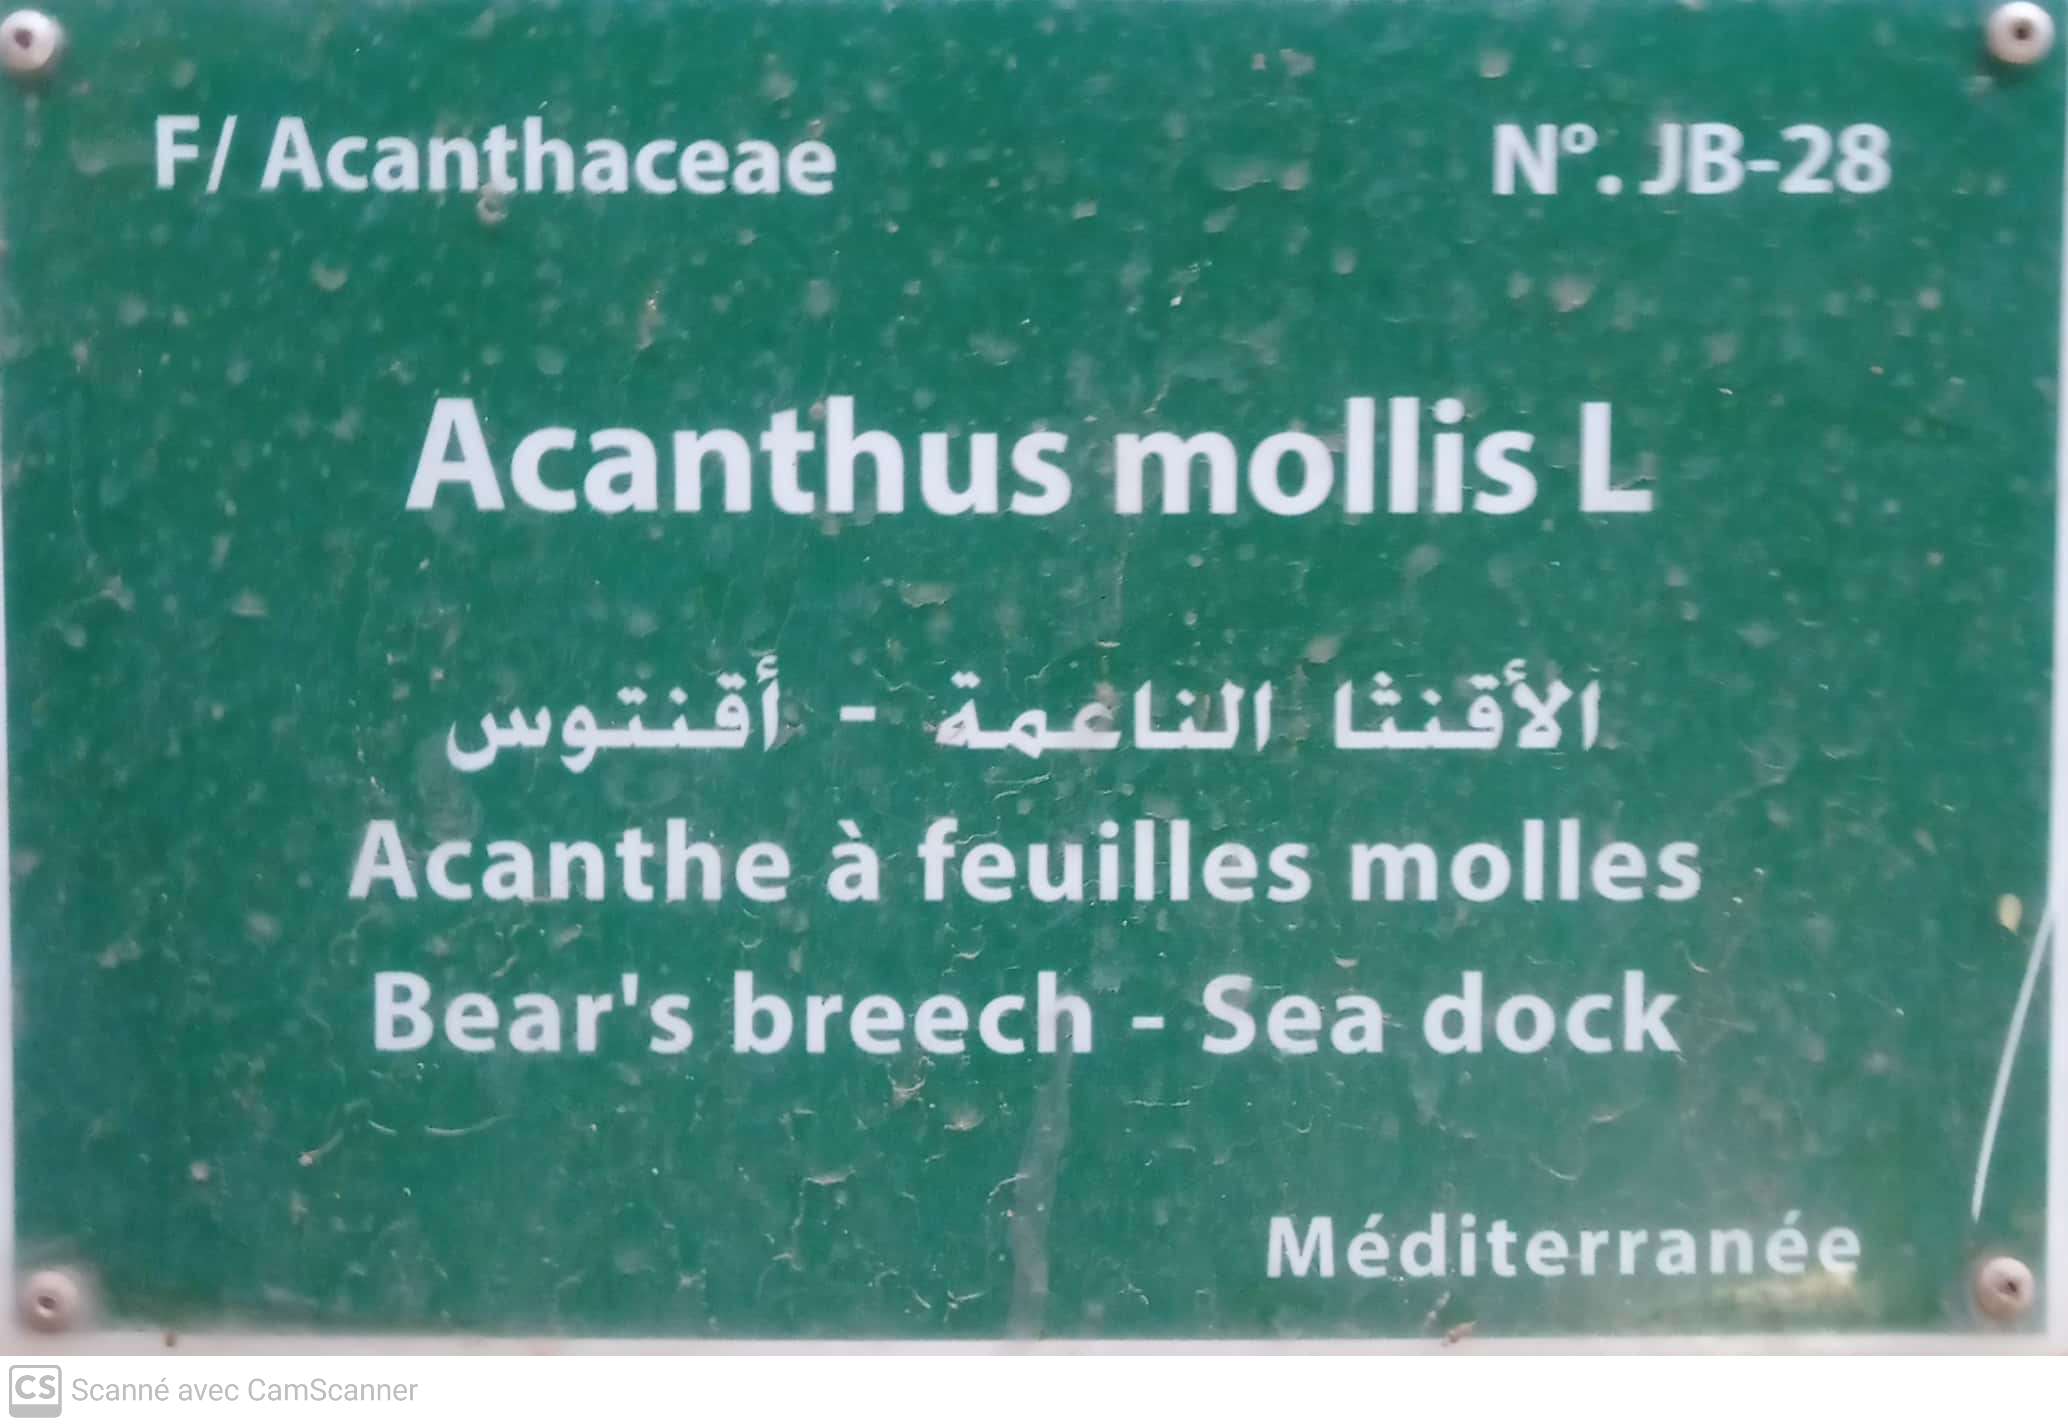 F/ Acanthaceae N°. JB-28
Acanthus mollis L
الأقنثا الناعمة - أقنتوس
Acanthe à feuilles molles
Bear's breech - Sea dock
Méditerranée
CS Scanné avec CamScanner